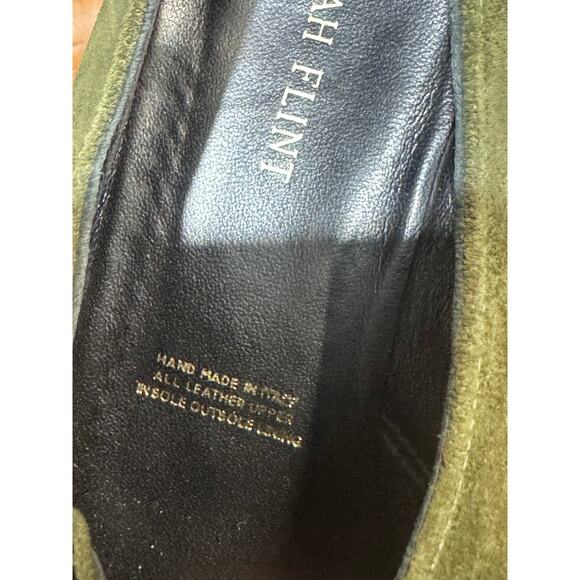 AH FLINT
HAND MADE IN ITALY
ALL LEATHER UPPER
INSOLE OUTSOLE LINING